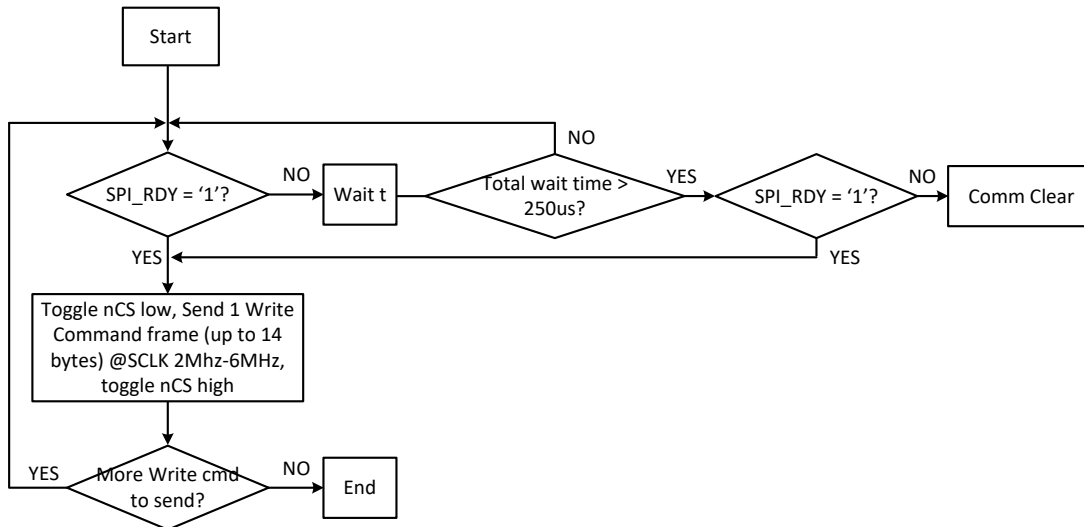 Start
NO
SPI_RDY = ‘1’?
NO
Wait t
Total wait time >
250us?
YES
SPI_RDY = ‘1’?
NO
Comm Clear
YES
YES
Toggle nCS low, Send 1 Write
Command frame (up to 14
bytes) @SCLK 2Mhz-6MHz,
toggle nCS high
YES
More Write cmd
to send?
NO
End